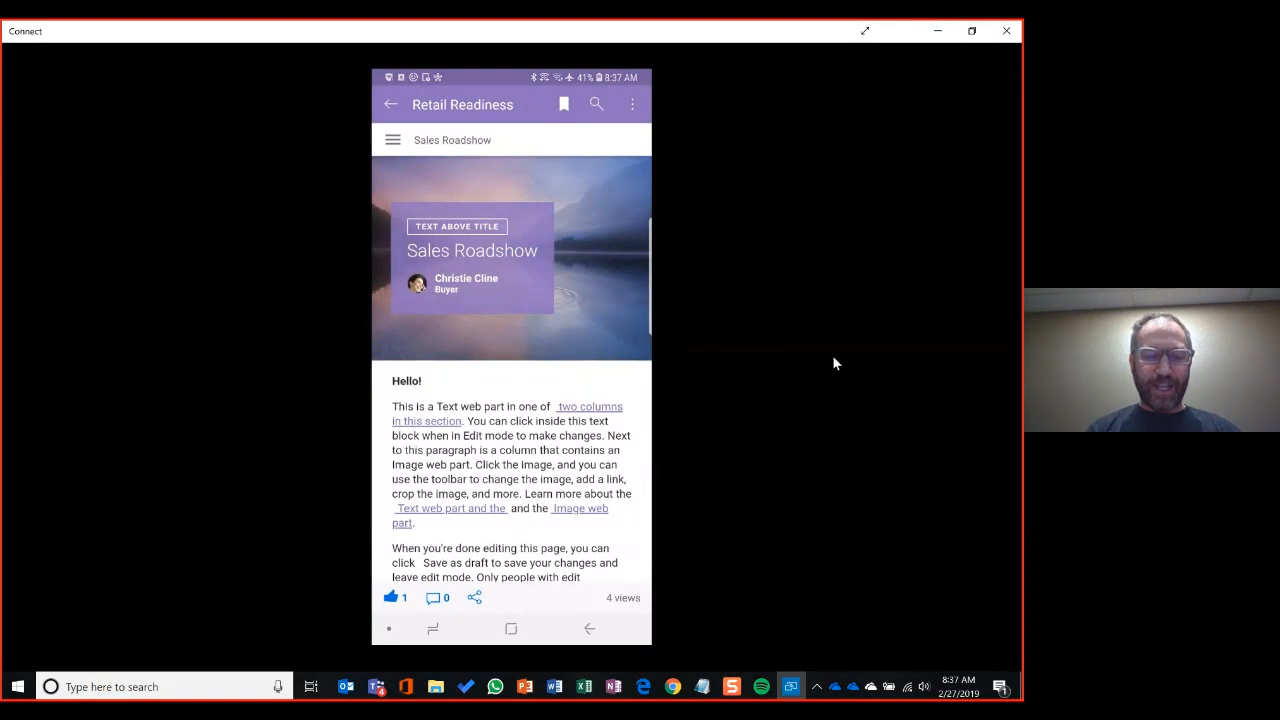 Connect
41% 8:37 AM
Retail Readiness
Sales Roadshow
TEXT ABOVE TITLE
Sales Roadshow
Christie Cline
Buyer
Hello!
This is a Text web part in one of two columns
in this section. You can click inside this text
block when in Edit mode to make changes. Next
to this paragraph is a column that contains an
Image web part. Click the image, and you can
use the toolbar to change the image, add a link,
crop the image, and more. Learn more about the
Text web part and the and the Image web
part.
When you're done editing this page, you can
click Save as draft to save your changes and
leave edit mode. Only people with edit
1 0 4 views
Type here to search
4
8:37 AM
2/27/2019
1